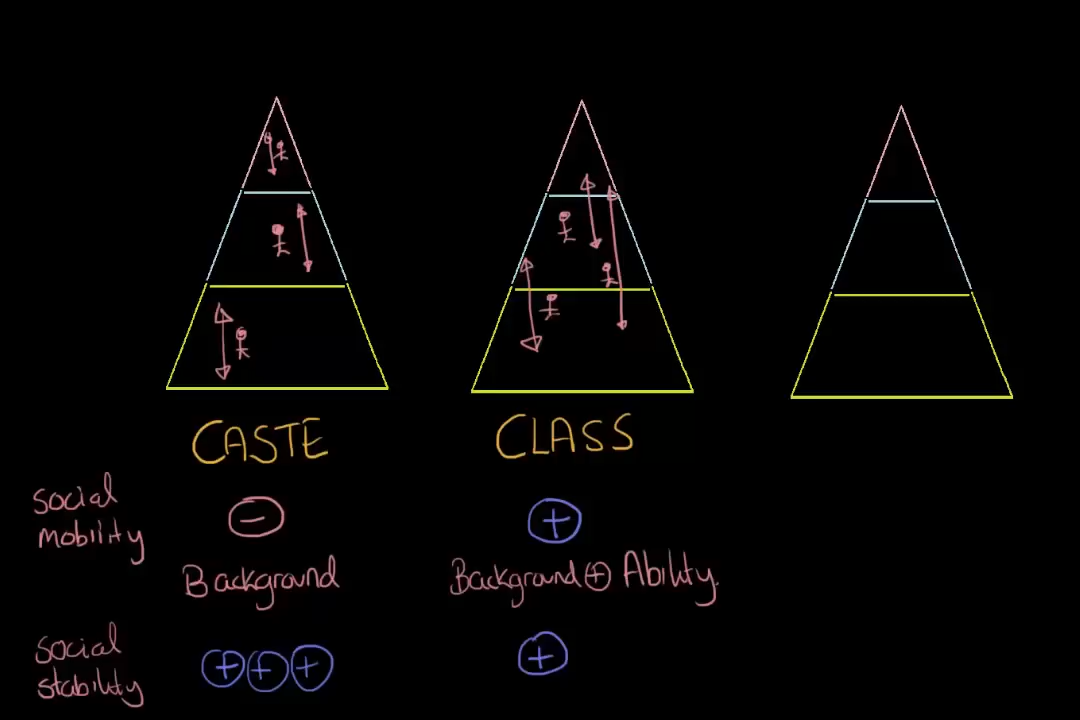 CASTE
CLASS
Social
mobility
-
+
Background
Background + Ability.
Social
stability
+ + +
+